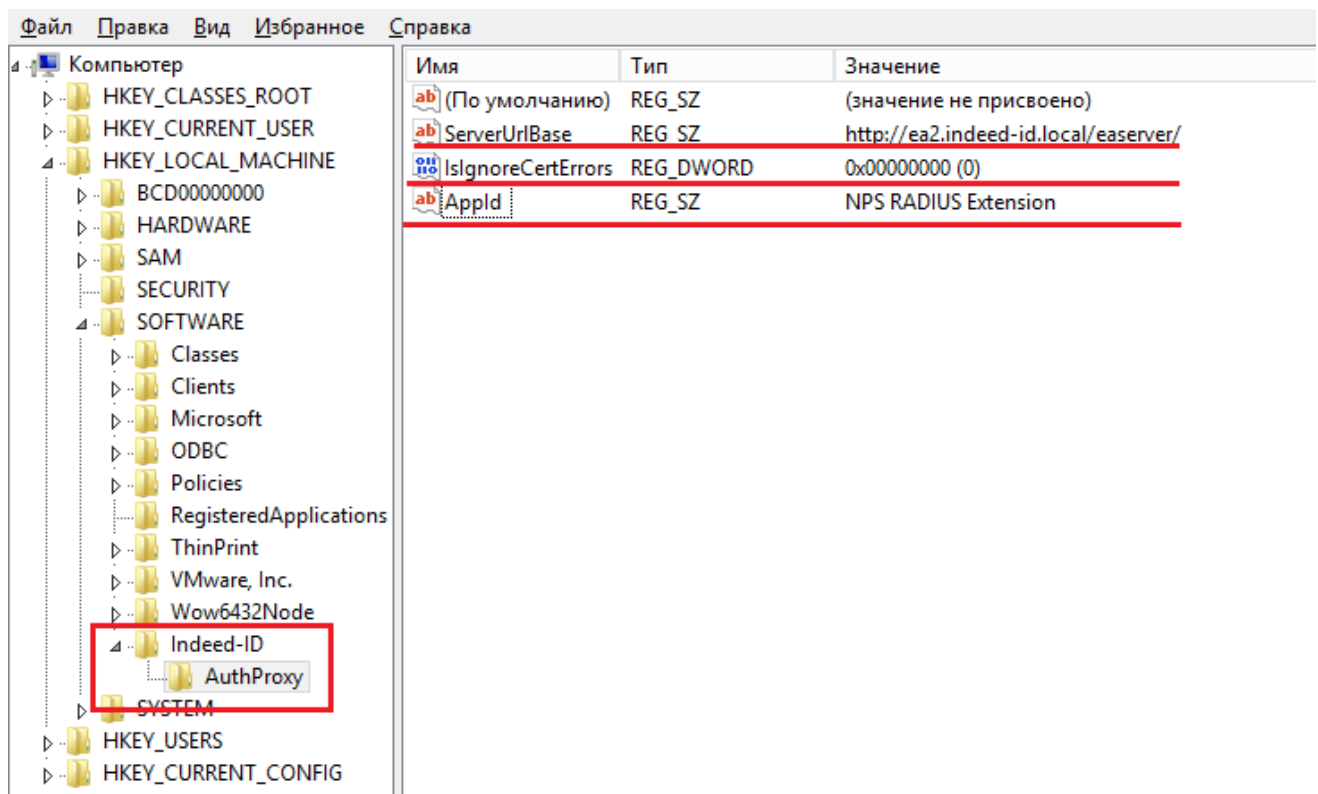 Файл Правка Вид Избранное Справка
Компьютер
HKEY_CLASSES_ROOT
HKEY_CURRENT_USER
HKEY_LOCAL_MACHINE
BCD00000000
HARDWARE
SAM
SECURITY
SOFTWARE
Classes
Clients
Microsoft
ODBC
Policies
RegisteredApplications
ThinPrint
VMware, Inc.
Wow6432Node
Indeed-ID
AuthProxy
SYSTEM
HKEY_USERS
HKEY_CURRENT_CONFIG
Имя Тип Значение
(По умолчанию) REG_SZ (значение не присвоено)
ServerUrlBase REG_SZ http://ea2.indeed-id.local/easerver/
IsIgnoreCertErrors REG_DWORD 0x00000000 (0)
AppId REG_SZ NPS RADIUS Extension